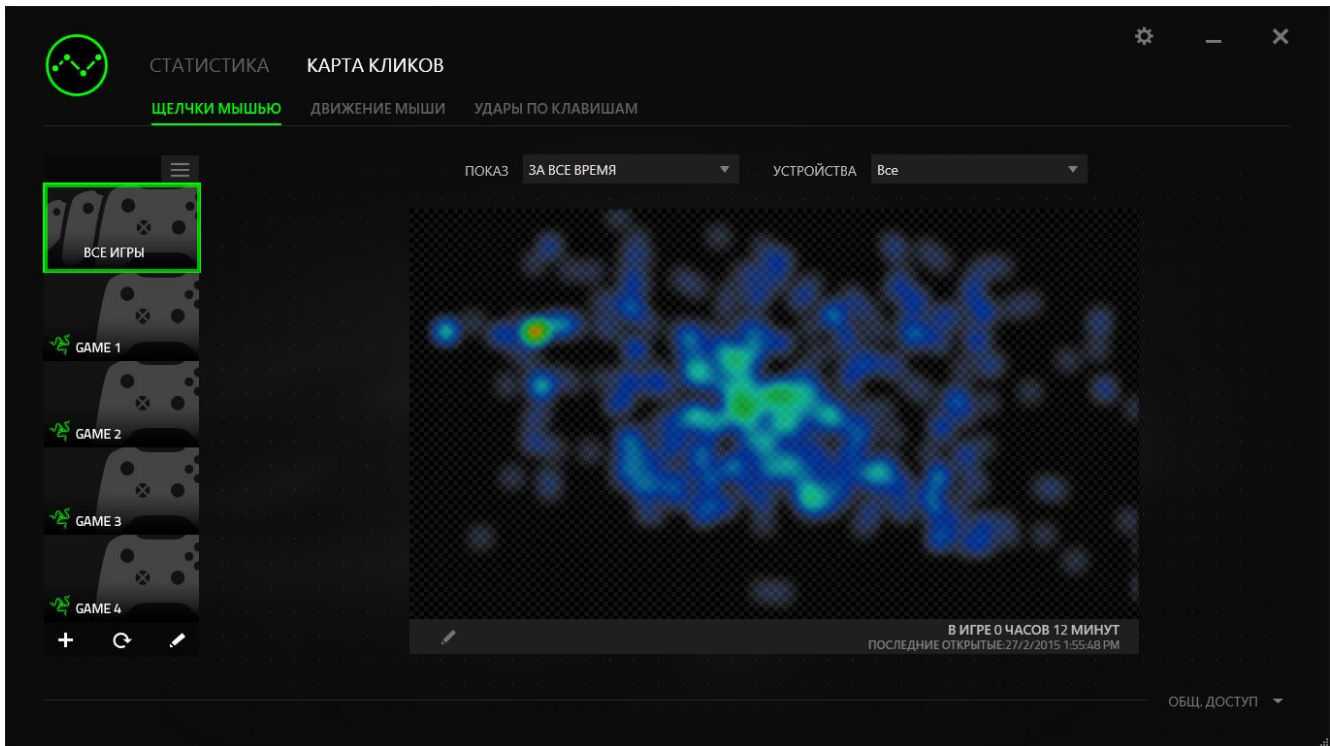 СТАТИСТИКА КАРТА КЛИКОВ
ЩЕЛЧКИ МЫШЬЮ ДВИЖЕНИЕ МЫШИ УДАРЫ ПО КЛАВИШАМ
ПОКАЗ ЗА ВСЕ ВРЕМЯ УСТРОЙСТВА Все
ВСЕ ИГРЫ
GAME 1
GAME 2
GAME 3
GAME 4
В ИГРЕ 0 ЧАСОВ 12 МИНУТ
ПОСЛЕДНИЕ ОТКРЫТЫЕ:27/2/2015 1:55:48 PM
ОБЩ. ДОСТУП